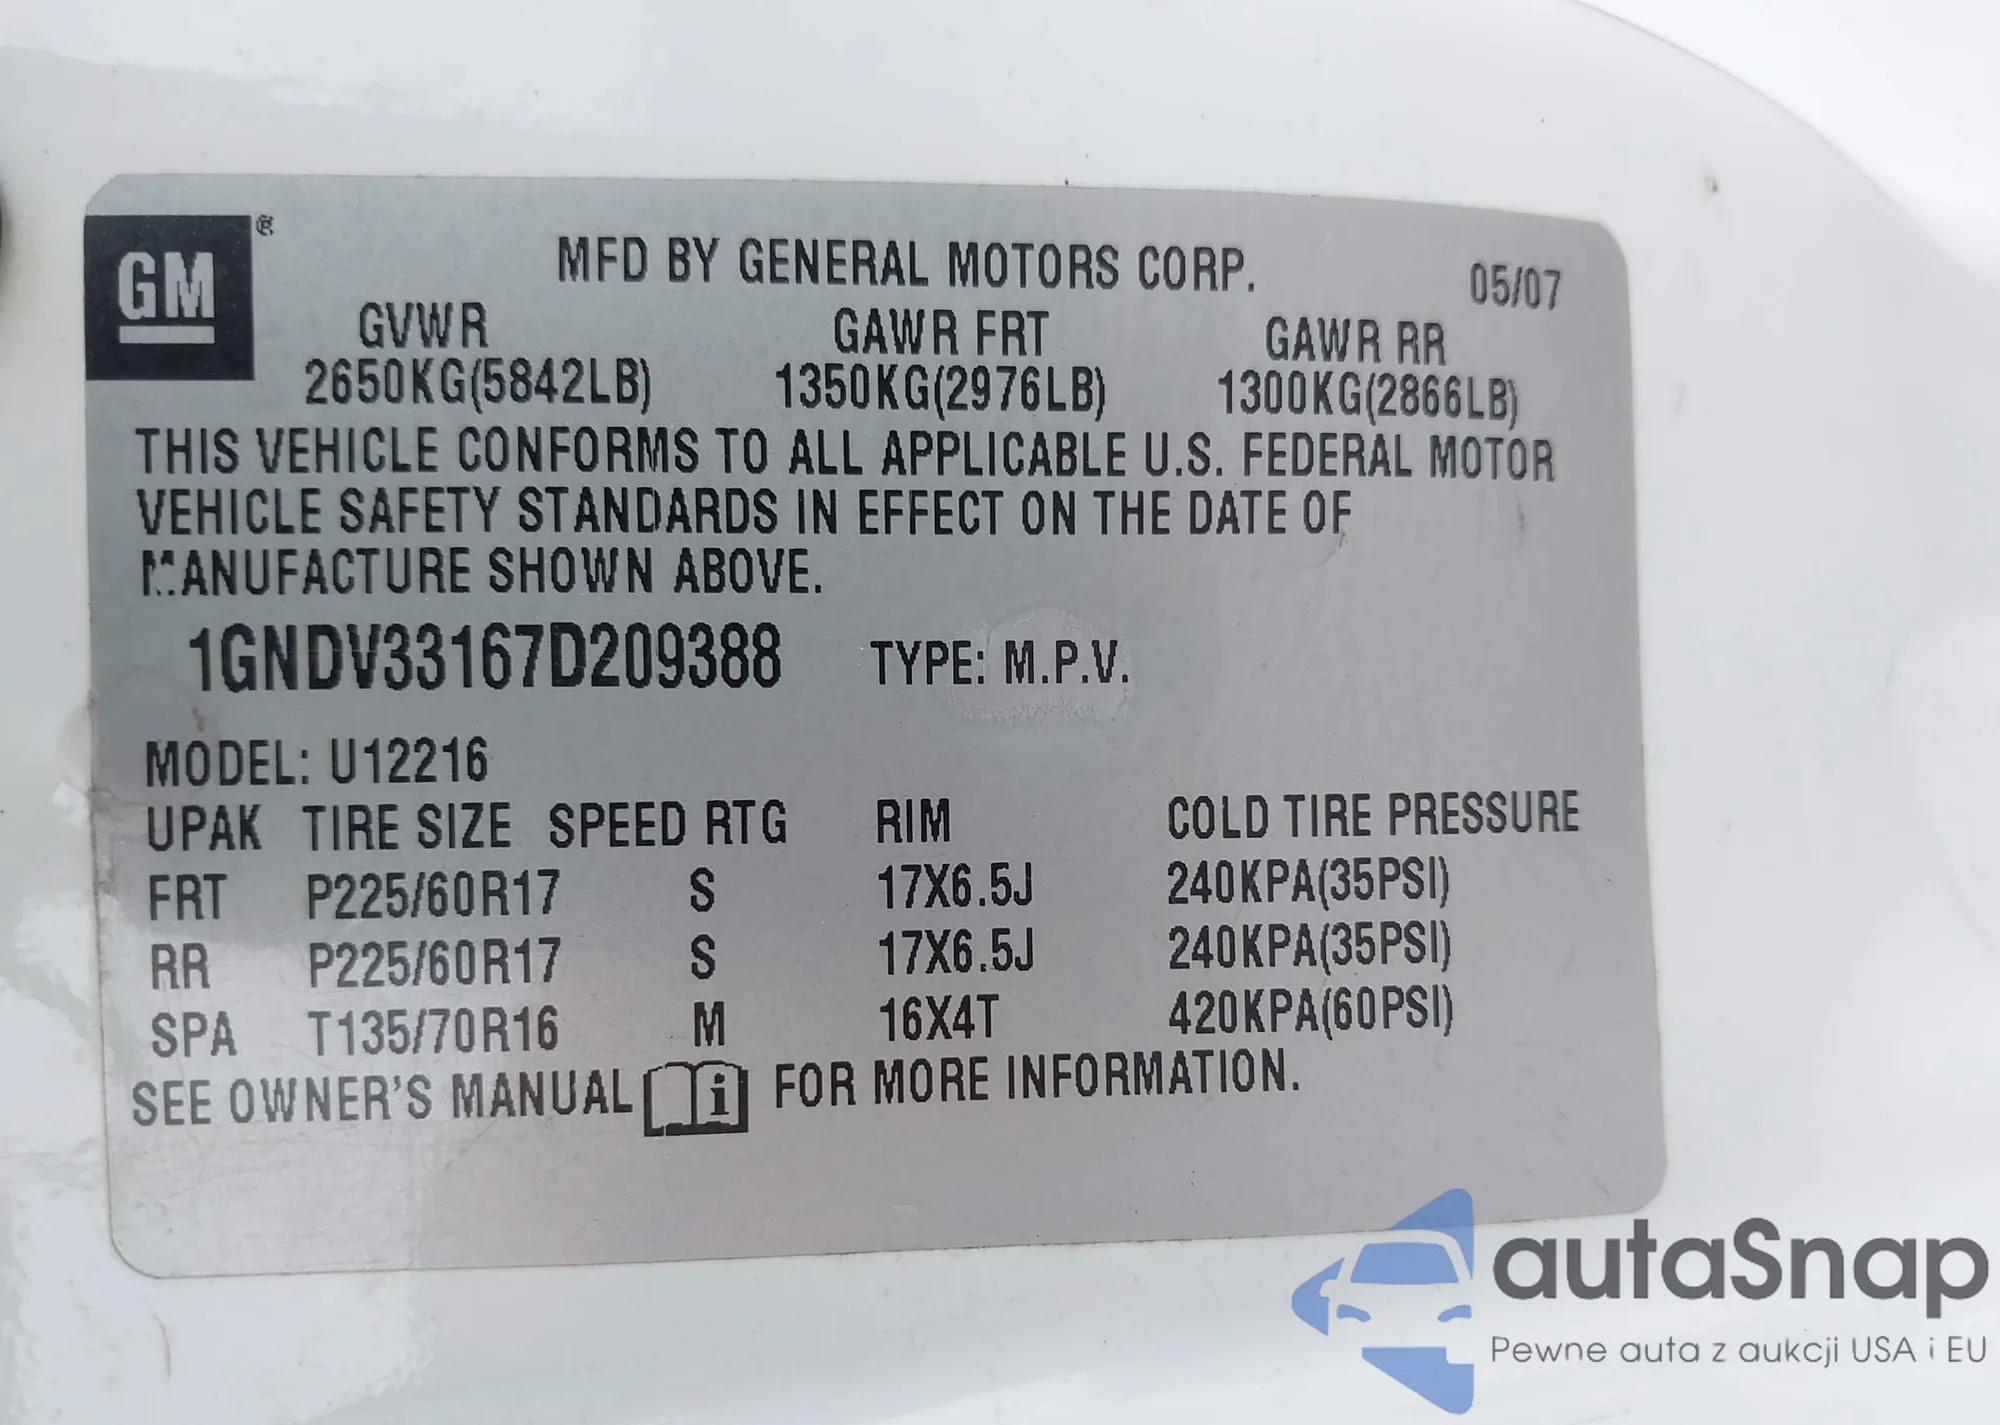 GM®
MFD BY GENERAL MOTORS CORP. 05/07
GVWR GAWR FRT GAWR RR
2650KG(5842LB) 1350KG(2976LB) 1300KG(2866LB)
THIS VEHICLE CONFORMS TO ALL APPLICABLE U.S. FEDERAL MOTOR
VEHICLE SAFETY STANDARDS IN EFFECT ON THE DATE OF
MANUFACTURE SHOWN ABOVE.
1GNDV33167D209388 TYPE: M.P.V.
MODEL: U12216
UPAK TIRE SIZE SPEED RTG RIM COLD TIRE PRESSURE
FRT P225/60R17 S 17X6.5J 240KPA(35PSI)
RR P225/60R17 S 17X6.5J 240KPA(35PSI)
SPA T135/70R16 M 16X4T 420KPA(60PSI)
SEE OWNER'S MANUAL i FOR MORE INFORMATION.
autaSnap
Pewne auta z aukcji USA i EU